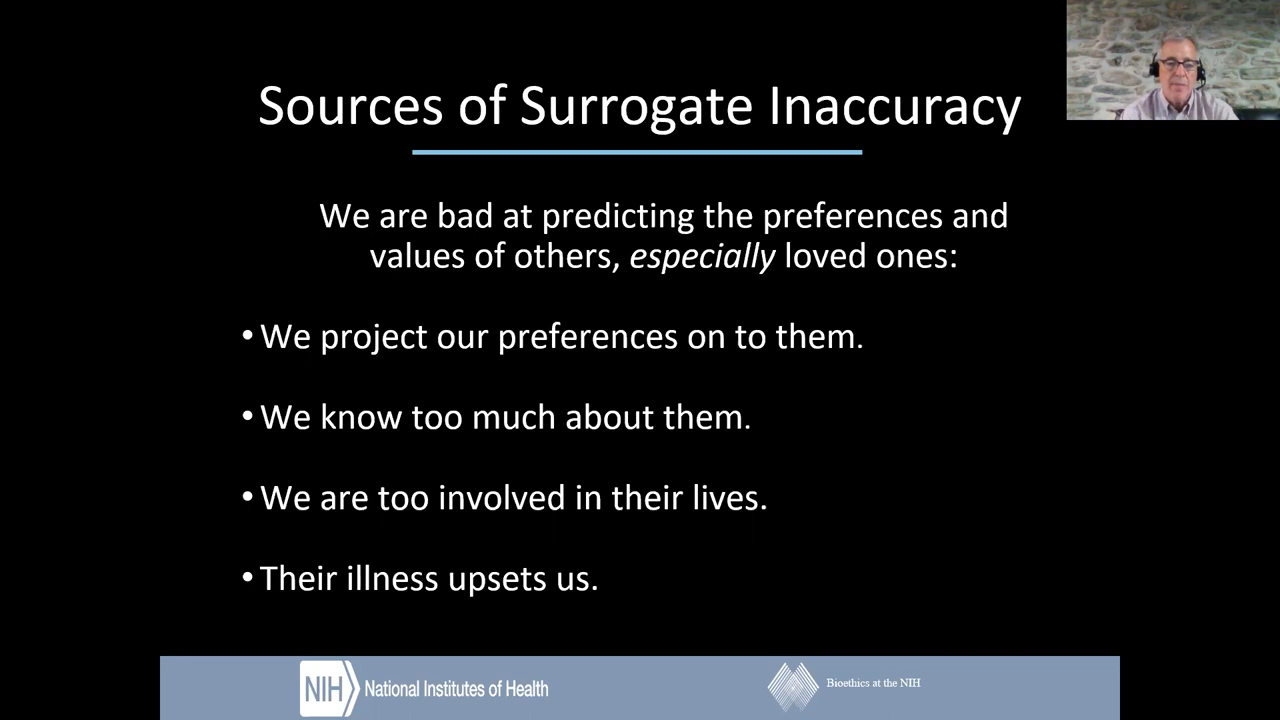 Sources of Surrogate Inaccuracy
We are bad at predicting the preferences and
values of others, especially loved ones:
• We project our preferences on to them.
• We know too much about them.
• We are too involved in their lives.
• Their illness upsets us.
NIH National Institutes of Health
Bioethics at the NIH